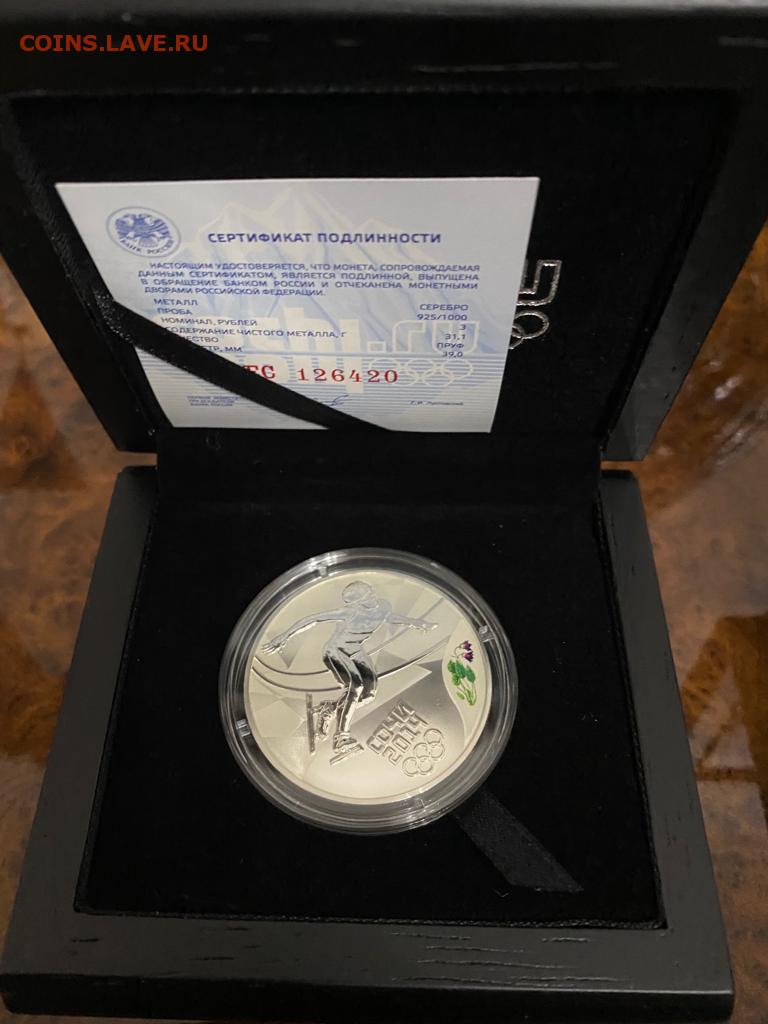 COINS.LAVE.RU
БАНК РОССИИ
СЕРТИФИКАТ ПОДЛИННОСТИ
НАСТОЯЩИМ УДОСТОВЕРЯЕТСЯ, ЧТО МОНЕТА, СОПРОВОЖДАЕМАЯ
ДАННЫМ СЕРТИФИКАТОМ, ЯВЛЯЕТСЯ ПОДЛИННОЙ, ВЫПУЩЕНА
В ОБРАЩЕНИЕ БАНКОМ РОССИИ И ОТЧЕКАНЕНА МОНЕТНЫМИ
ДВОРАМИ РОССИЙСКОЙ ФЕДЕРАЦИИ.
МЕТАЛЛ СЕРЕБРО
ПРОБА 925/1000
НОМИНАЛ, РУБЛЕЙ 3
СОДЕРЖАНИЕ ЧИСТОГО МЕТАЛЛА, Г 31,1
ПРУФ
ММ 39,0
126420
СОЧИ
2014